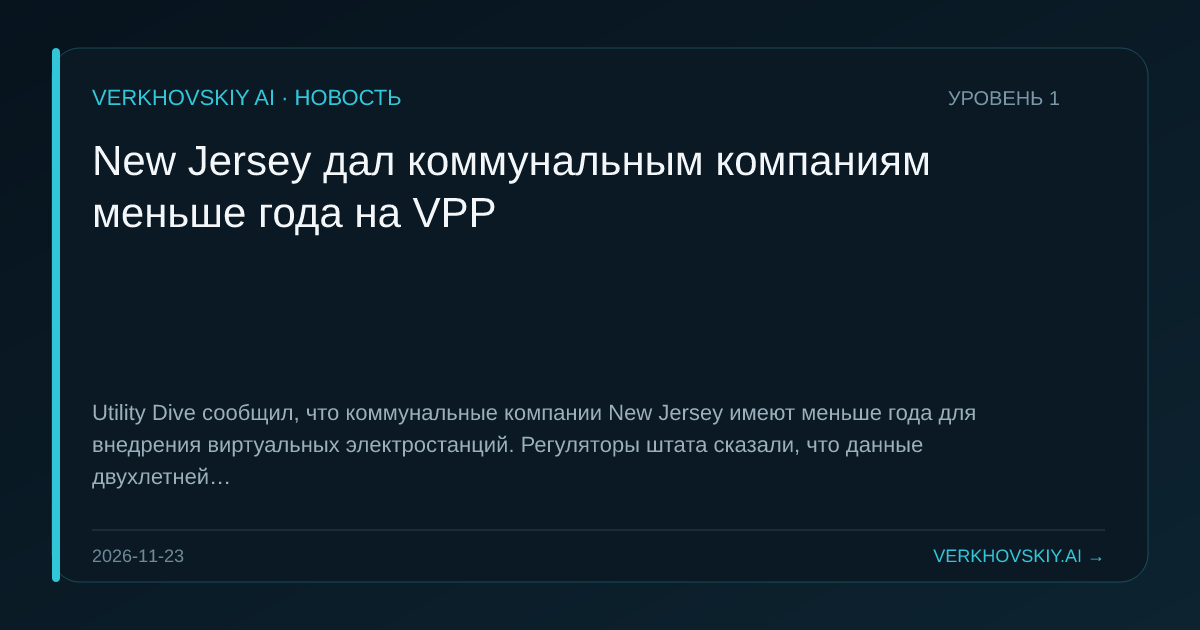 VERKHOVSKIY AI · НОВОСТЬ
УРОВЕНЬ 1
New Jersey дал коммунальным компаниям
меньше года на VPP
Utility Dive сообщил, что коммунальные компании New Jersey имеют меньше года для
внедрения виртуальных электростанций. Регуляторы штата сказали, что данные
двухлетней…
2026-11-23
VERKHOVSKIY.AI →